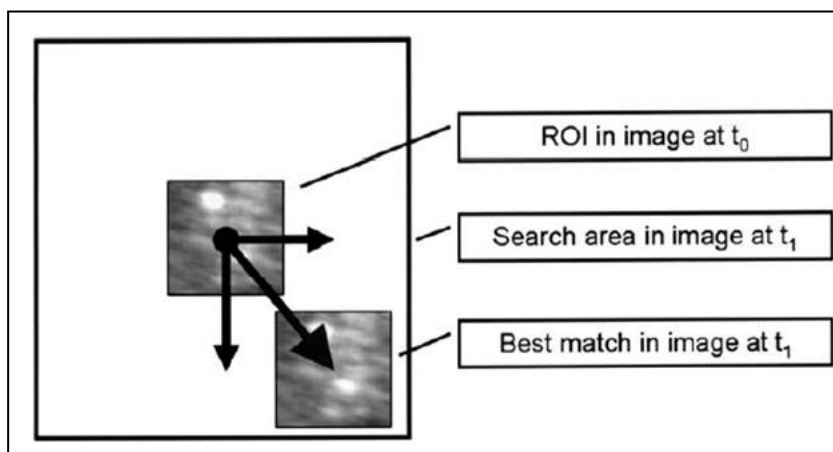 ROI in image at t₀
Search area in image at t₁
Best match in image at t₁